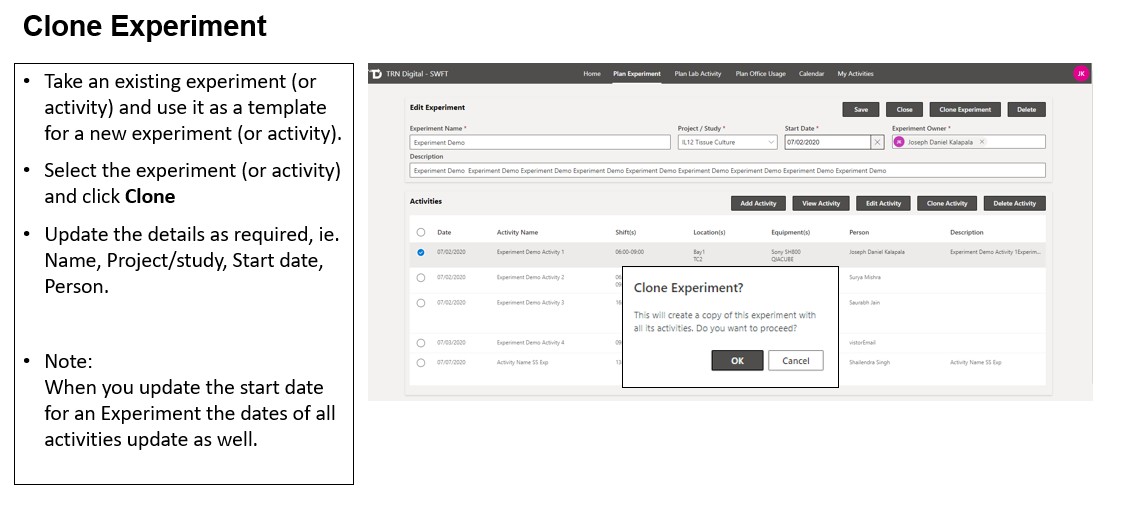 Clone Experiment
• Take an existing experiment (or
activity) and use it as a template
for a new experiment (or activity).
• Select the experiment (or activity)
and click Clone
• Update the details as required, ie.
Name, Project/study, Start date,
Person.
• Note:
When you update the start date
for an Experiment the dates of all
activities update as well.
TRN Digital - SWFT Home Plan Experiment Plan Lab Activity Plan Office Usage Calendar My Activities JK
Edit Experiment Save Close Clone Experiment Delete
Experiment Name * Project / Study * Start Date * Experiment Owner *
Experiment Demo IL12 Tissue Culture 07/02/2020 JK Joseph Daniel Kalapala
Description
Experiment Demo Experiment Demo Experiment Demo Experiment Demo Experiment Demo Experiment Demo Experiment Demo Experiment Demo Experiment Demo
Activities Add Activity View Activity Edit Activity Clone Activity Delete Activity
Date Activity Name Shift(s) Location(s) Equipment(s) Person Description
07/02/2020 Experiment Demo Activity 1 06:00-09:00 Bay1 Sony SH800 Joseph Daniel Kalapala Experiment Demo Activity 1Experim...
TC2 QIACUBE
07/02/2020 Experiment Demo Activity 2 Surya Mishra
07/02/2020 Experiment Demo Activity 3 Saurabh Jain
07/03/2020 Experiment Demo Activity 4 vistorEmail
07/07/2020 Activity Name SS Exp Shailendra Singh Activity Name SS Exp
Clone Experiment?
This will create a copy of this experiment with
all its activities. Do you want to proceed?
OK Cancel